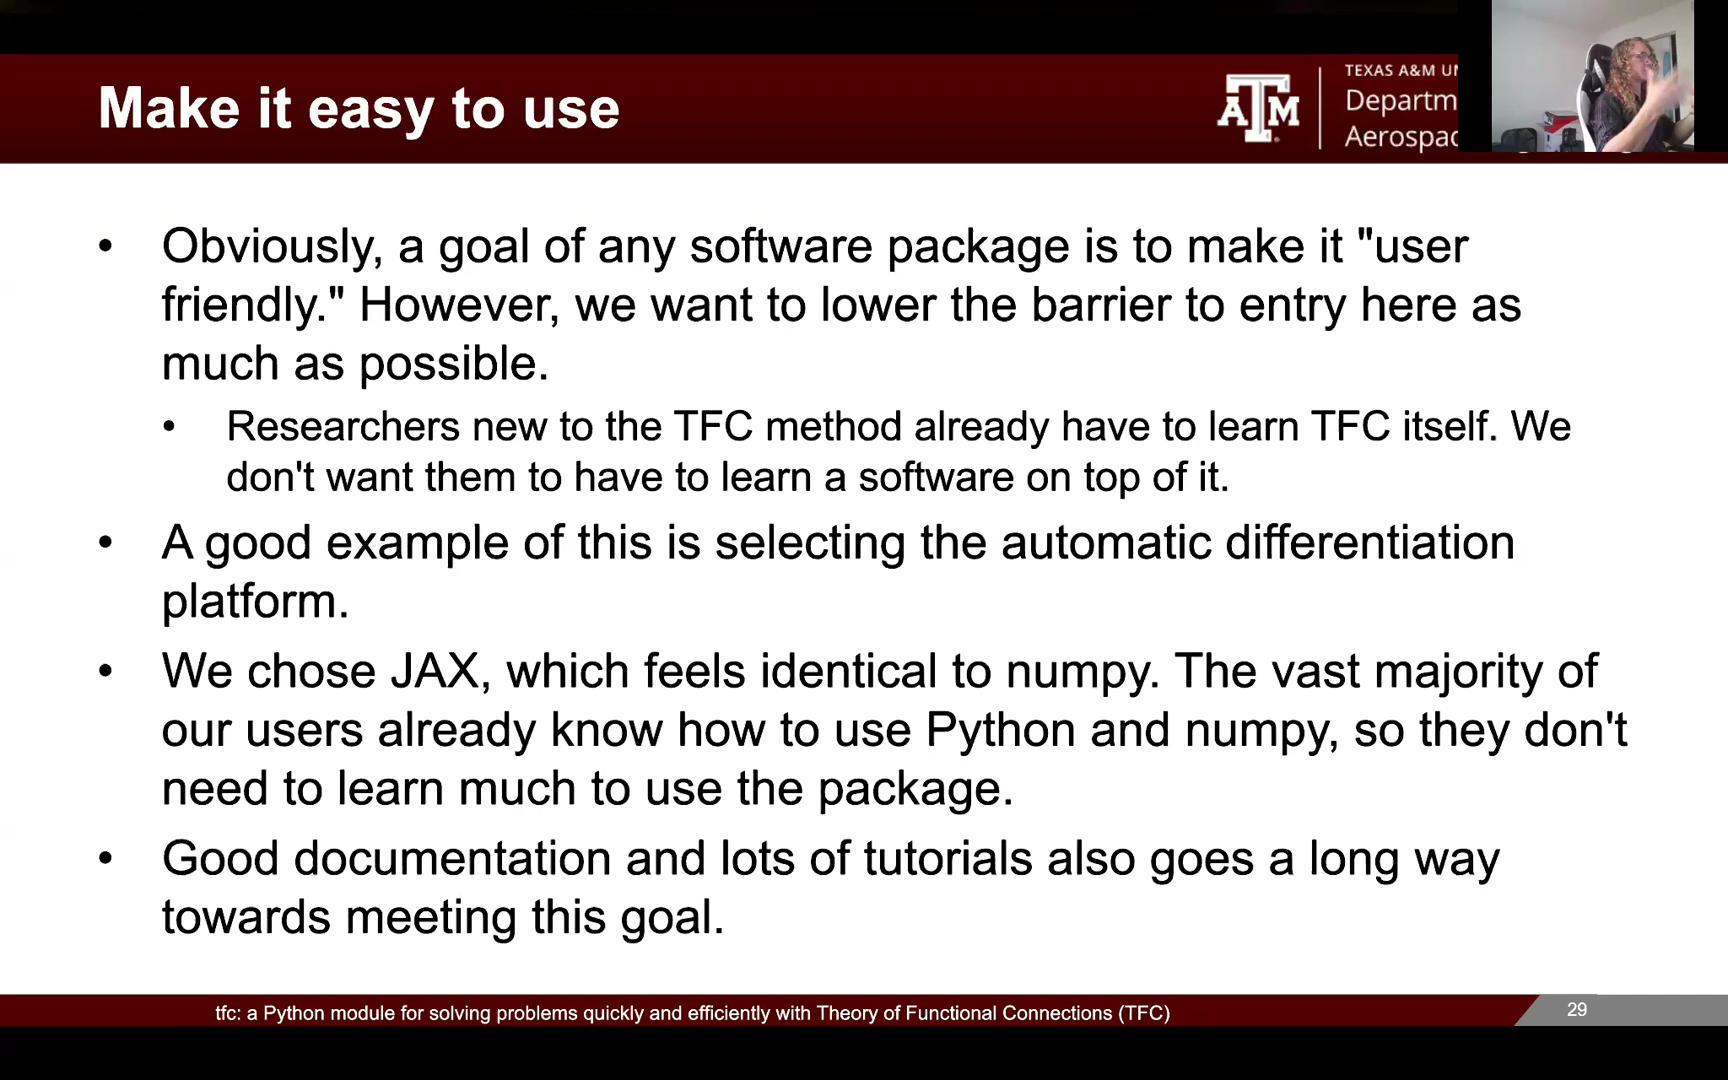 Make it easy to use
ATM
TEXAS A&M
Departm
Aerospac
• Obviously, a goal of any software package is to make it "user
friendly." However, we want to lower the barrier to entry here as
much as possible.
• Researchers new to the TFC method already have to learn TFC itself. We
don't want them to have to learn a software on top of it.
• A good example of this is selecting the automatic differentiation
platform.
• We chose JAX, which feels identical to numpy. The vast majority of
our users already know how to use Python and numpy, so they don't
need to learn much to use the package.
• Good documentation and lots of tutorials also goes a long way
towards meeting this goal.
tfc: a Python module for solving problems quickly and efficiently with Theory of Functional Connections (TFC)
29